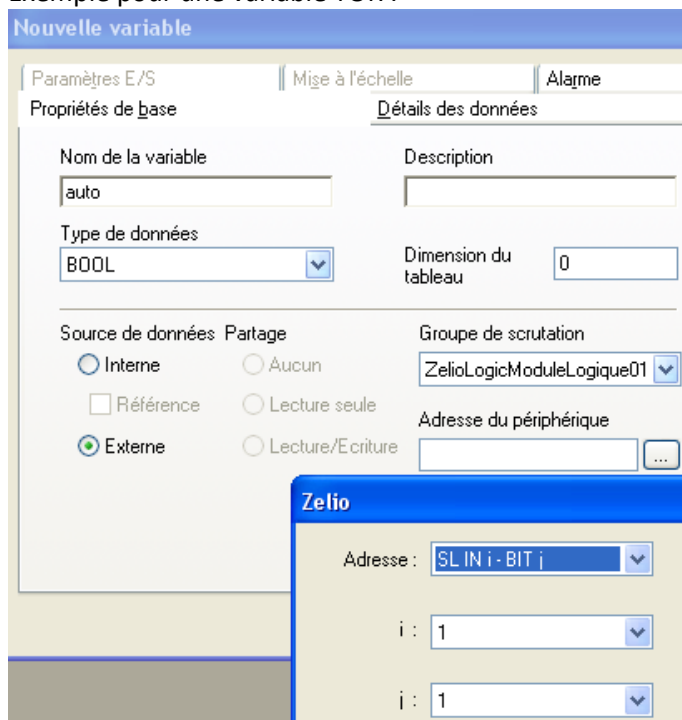 Nouvelle variable
Paramètres E/S
Mise à l'échelle
Alarme
Propriétés de base
Détails des données
Nom de la variable
Description
auto
Type de données
BOOL
Dimension du
tableau
0
Source de données
Partage
Groupe de scrutation
Interne
Aucun
ZelioLogicModuleLogique01
Référence
Lecture seule
Adresse du périphérique
Externe
Lecture/Ecriture
...
Zelio
Adresse :
SL IN i - BIT j
i :
1
j :
1